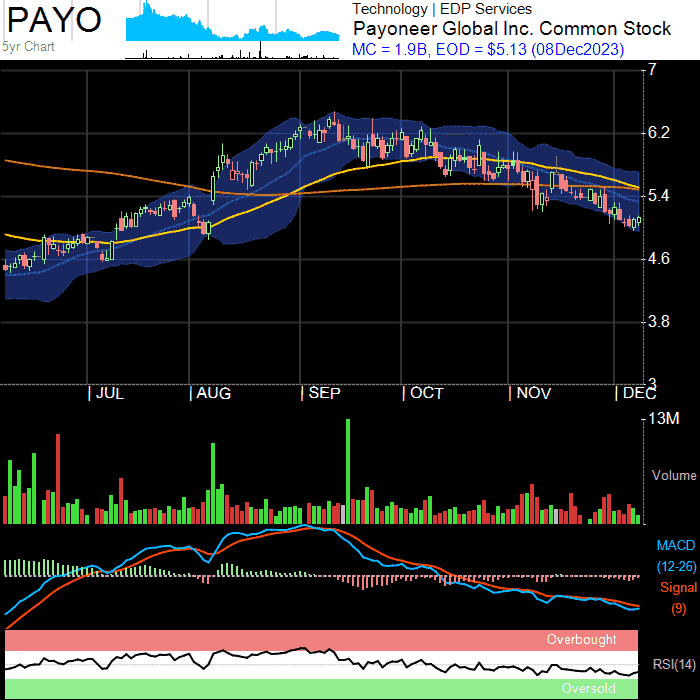 PAYO
5yr Chart
Technology | EDP Services
Payoneer Global Inc. Common Stock
MC = 1.9B, EOD = $5.13 (08Dec2023)
7
6.2
5.4
4.6
3.8
3
| JUL | AUG | SEP | OCT | NOV | DEC
13M
Volume
MACD
(12-26)
Signal
(9)
Overbought
RSI(14)
Oversold